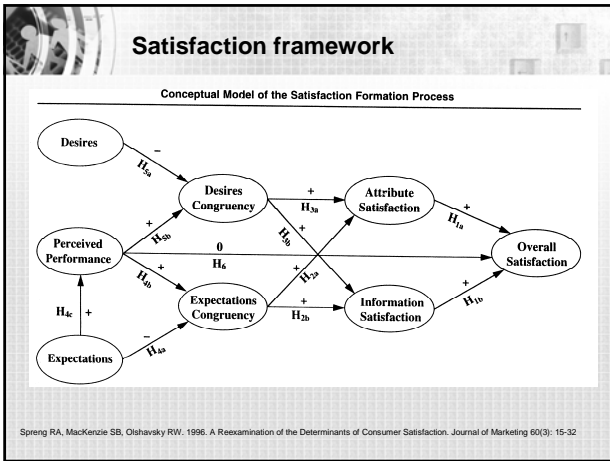 Satisfaction framework
Conceptual Model of the Satisfaction Formation Process
Desires
−
H5a
Desires
Congruency
+
H3a
Attribute
Satisfaction
+
H1a
+
H5b
+
H3b
Perceived
Performance
0
H6
Overall
Satisfaction
+
H4b
+
H2a
H4c +
Expectations
Congruency
+
H2b
Information
Satisfaction
+
H1b
−
H4a
Expectations
Spreng RA, MacKenzie SB, Olshavsky RW. 1996. A Reexamination of the Determinants of Consumer Satisfaction. Journal of Marketing 60(3): 15-32